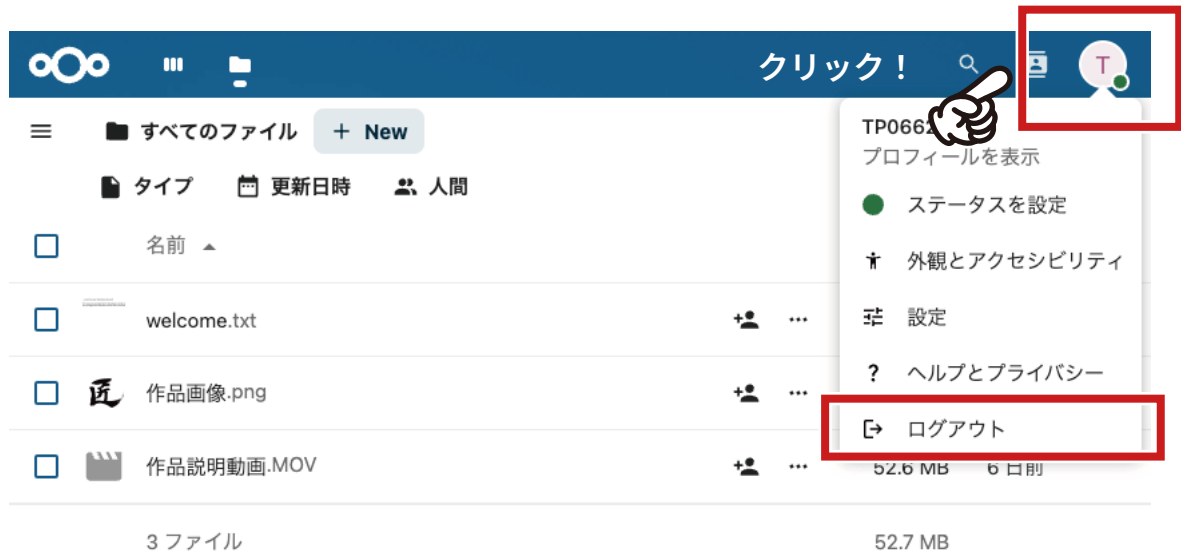 クリック！
T
すべてのファイル
+ New
TP0662
プロフィールを表示
タイプ
更新日時
人間
ステータスを設定
名前
外観とアクセシビリティ
welcome.txt
設定
作品画像.png
ヘルプとプライバシー
ログアウト
作品説明動画.MOV
52.6 MB
6 日前
3 ファイル
52.7 MB